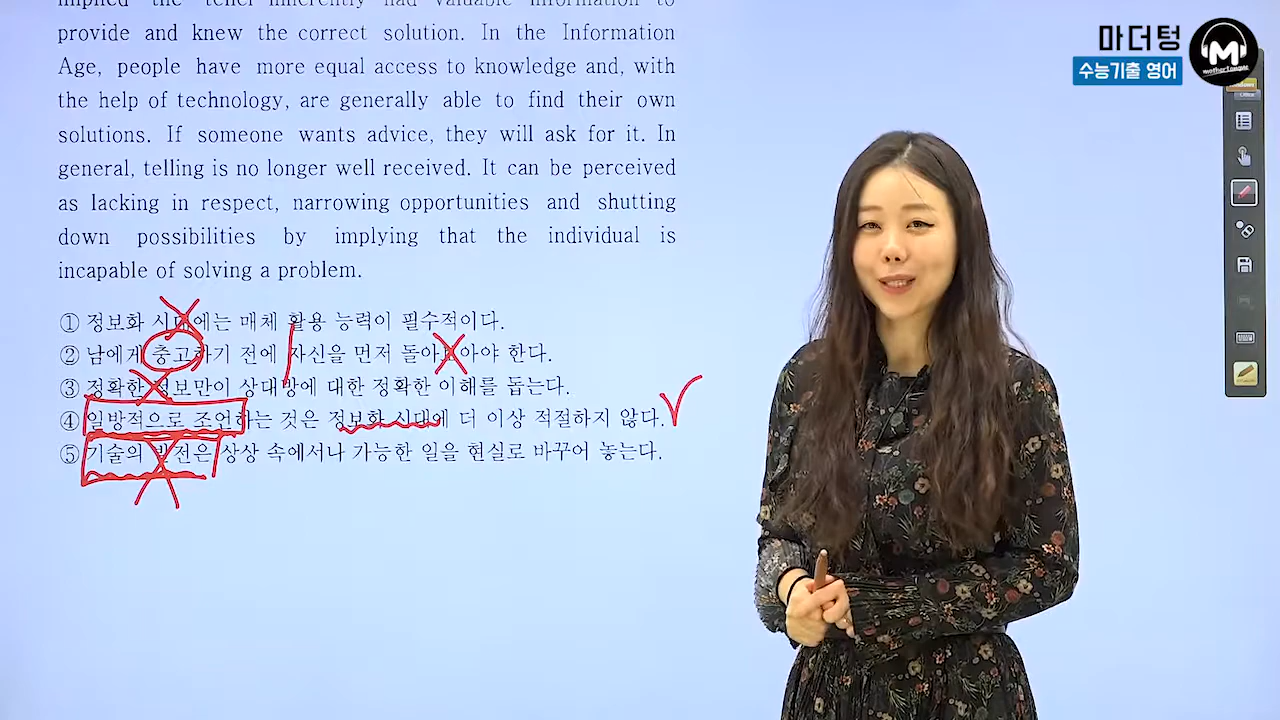 implied the teller inherently had valuable information to
provide and knew the correct solution. In the Information
Age, people have more equal access to knowledge and, with
the help of technology, are generally able to find their own
solutions. If someone wants advice, they will ask for it. In
general, telling is no longer well received. It can be perceived
as lacking in respect, narrowing opportunities and shutting
down possibilities by implying that the individual is
incapable of solving a problem.
① 정보화 시대에는 매체 활용 능력이 필수적이다.
② 남에게 충고하기 전에 자신을 먼저 돌아보아야 한다.
③ 정확한 정보만이 상대방에 대한 정확한 이해를 돕는다.
④ 일방적으로 조언하는 것은 정보화 시대에 더 이상 적절하지 않다.
⑤ 기술의 발전은 상상 속에서나 가능한 일을 현실로 바꾸어 놓는다.
마더텅
수능기출 영어
M
motherTongue